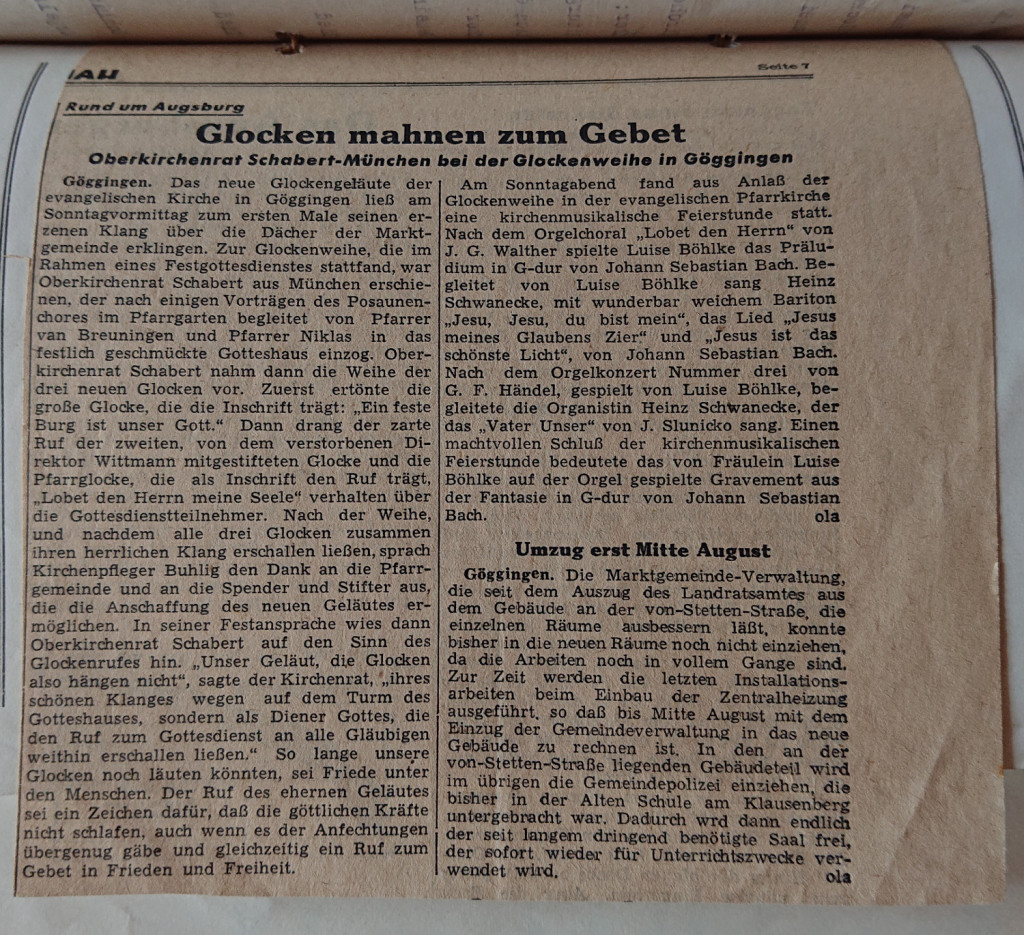 Seite 7
Rund um Augsburg
Glocken mahnen zum Gebet
Oberkirchenrat Schabert-München bei der Glockenweihe in Göggingen
Göggingen. Das neue Glockengeläute der
evangelischen Kirche in Göggingen ließ am
Sonntagvormittag zum ersten Male seinen er-
zenen Klang über die Dächer der Markt-
gemeinde erklingen. Zur Glockenweihe, die im
Rahmen eines Festgottesdienstes stattfand, war
Oberkirchenrat Schabert aus München erschie-
nen, der nach einigen Vorträgen des Posaunen-
chores im Pfarrgarten begleitet von Pfarrer
van Breuningen und Pfarrer Niklas in das
festlich geschmückte Gotteshaus einzog. Ober-
kirchenrat Schabert nahm dann die Weihe der
drei neuen Glocken vor. Zuerst ertönte die
große Glocke, die die Inschrift trägt: „Ein feste
Burg ist unser Gott.“ Dann drang der zarte
Ruf der zweiten, von dem verstorbenen Di-
rektor Wittmann mitgestifteten Glocke und die
Pfarrglocke, die als Inschrift den Ruf trägt,
„Lobet den Herrn meine Seele“ verhalten über
die Gottesdienstteilnehmer. Nach der Weihe,
und nachdem alle drei Glocken zusammen
ihren herrlichen Klang erschallen ließen, sprach
Kirchenpfleger Buhlig den Dank an die Pfarr-
gemeinde und an die Spender und Stifter aus,
die die Anschaffung des neuen Geläutes er-
möglichen. In seiner Festansprache wies dann
Oberkirchenrat Schabert auf den Sinn des
Glockenrufes hin. „Unser Geläut, die Glocken
also hängen nicht“, sagte der Kirchenrat, „ihres
schönen Klanges wegen auf dem Turm des
Gotteshauses, sondern als Diener Gottes, die
den Ruf zum Gottesdienst an alle Gläubigen
weithin erschallen ließen.“ So lange unsere
Glocken noch läuten könnten, sei Friede unter
den Menschen. Der Ruf des ehernen Geläutes
sei ein Zeichen dafür, daß die göttlichen Kräfte
nicht schlafen, auch wenn es der Anfechtungen
übergenug gäbe und gleichzeitig ein Ruf zum
Gebet in Frieden und Freiheit.
Am Sonntagabend fand aus Anlaß der
Glockenweihe in der evangelischen Pfarrkirche
eine kirchenmusikalische Feierstunde statt.
Nach dem Orgelchoral „Lobet den Herrn“ von
J. G. Walther spielte Luise Böhlke das Prälu-
dium in G-dur von Johann Sebastian Bach. Be-
gleitet von Luise Böhlke sang Heinz
Schwanecke, mit wunderbar weichem Bariton
„Jesu, Jesu, du bist mein“, das Lied „Jesus
meines Glaubens Zier“ und „Jesus ist das
schönste Licht“, von Johann Sebastian Bach.
Nach dem Orgelkonzert Nummer drei von
G. F. Händel, gespielt von Luise Böhlke, be-
gleitete die Organistin Heinz Schwanecke, der
das „Vater Unser“ von J. Slunicko sang. Einen
machtvollen Schluß der kirchenmusikalischen
Feierstunde bedeutete das von Fräulein Luise
Böhlke auf der Orgel gespielte Gravement aus
der Fantasie in G-dur von Johann Sebastian
Bach. ola
Umzug erst Mitte August
Göggingen. Die Marktgemeinde-Verwaltung,
die seit dem Auszug des Landratsamtes aus
dem Gebäude an der von-Stetten-Straße, die
einzelnen Räume ausbessern läßt, konnte
bisher in die neuen Räume noch nicht einziehen,
da die Arbeiten noch in vollem Gange sind.
Zur Zeit werden die letzten Installations-
arbeiten beim Einbau der Zentralheizung
ausgeführt, so daß bis Mitte August mit dem
Einzug der Gemeindeverwaltung in das neue
Gebäude zu rechnen ist. In den an der
von-Stetten-Straße liegenden Gebäudeteil wird
im übrigen die Gemeindepolizei einziehen, die
bisher in der Alten Schule am Klausenberg
untergebracht war. Dadurch wrd dann endlich
der seit langem dringend benötigte Saal frei,
der sofort wieder für Unterrichtszwecke ver-
wendet wird. ola